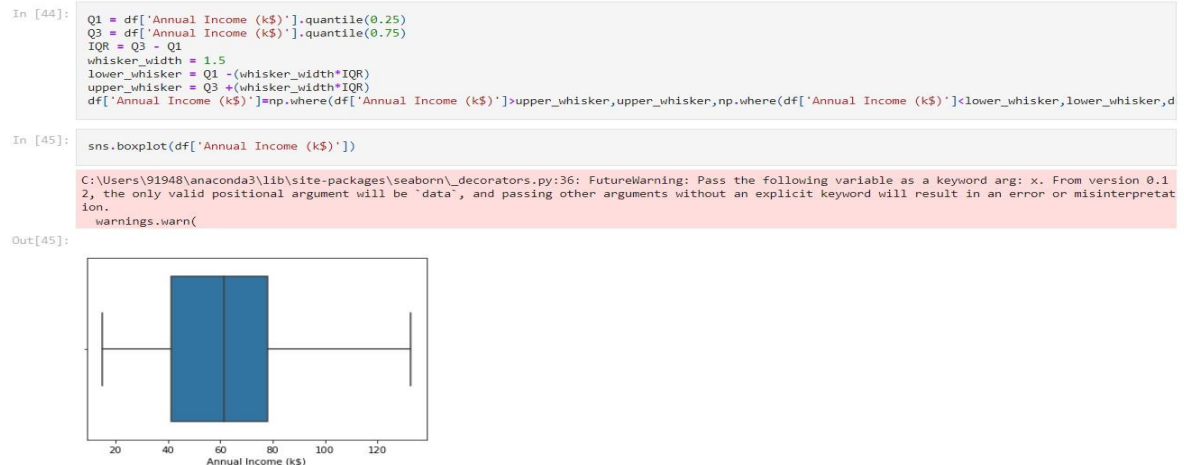 In [44]:
Q1 = df['Annual Income (k$)'].quantile(0.25)
Q3 = df['Annual Income (k$)'].quantile(0.75)
IQR = Q3 - Q1
whisker_width = 1.5
lower_whisker = Q1 -(whisker_width*IQR)
upper_whisker = Q3 +(whisker_width*IQR)
df['Annual Income (k$)']=np.where(df['Annual Income (k$)']>upper_whisker,upper_whisker,np.where(df['Annual Income (k$)']<lower_whisker,lower_whisker,d
In [45]:
sns.boxplot(df['Annual Income (k$)'])
C:\Users\91948\anaconda3\lib\site-packages\seaborn\_decorators.py:36: FutureWarning: Pass the following variable as a keyword arg: x. From version 0.1
2, the only valid positional argument will be `data`, and passing other arguments without an explicit keyword will result in an error or misinterpretat
ion.
warnings.warn(
Out[45]:
20 40 60 80 100 120
Annual Income (k$)